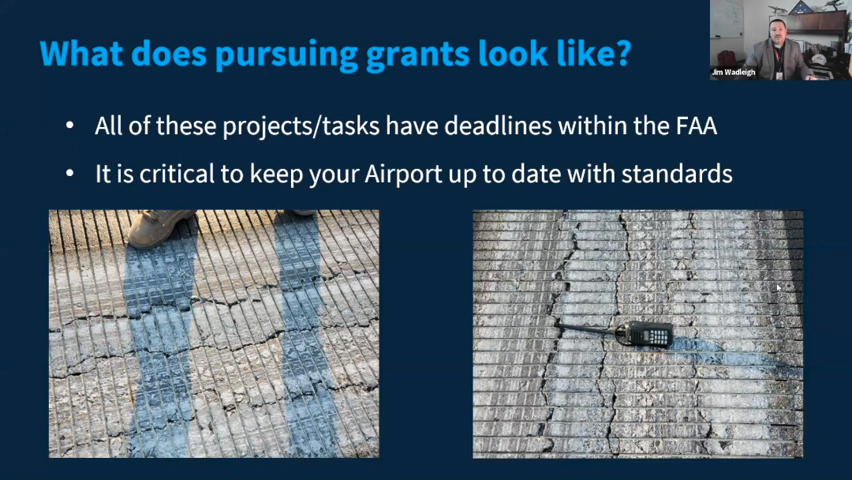 What does pursuing grants look like?
Jim Wadleigh
• All of these projects/tasks have deadlines within the FAA
• It is critical to keep your Airport up to date with standards